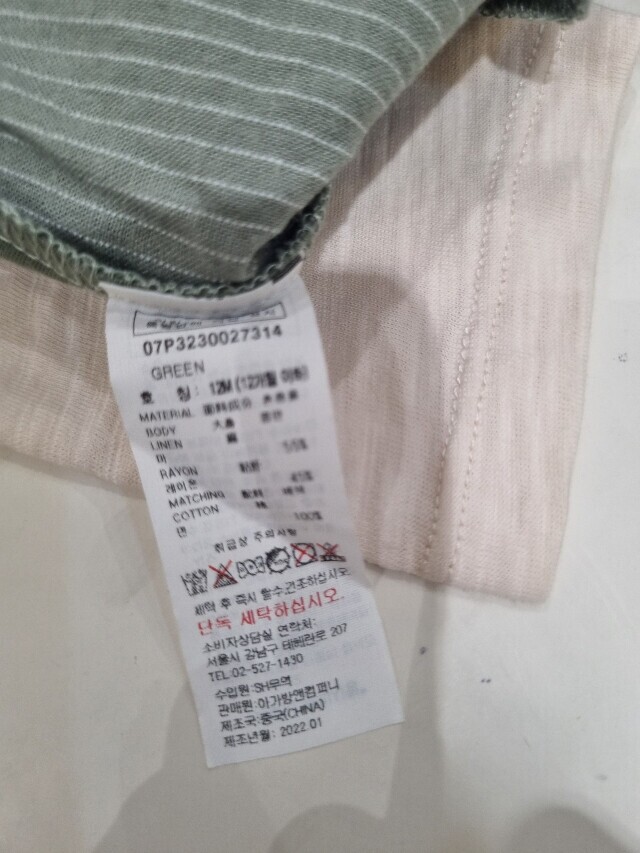 07P3230027314
GREEN
호 칭: 12M (12개월 이하)
MATERIAL
BODY
LINEN
마 55%
RAYON
레이온 45%
MATCHING
COTTON
면 100%
취급상 주의사항
세탁 후 즉시 탈수건조하십시오.
단독 세탁하십시오.
소비자상담실 연락처:
서울시 강남구 테헤란로 207
TEL:02-527-1430
수입원:SH무역
판매원:아가방앤컴퍼니
제조국:중국(CHINA)
제조년월: 2022.01